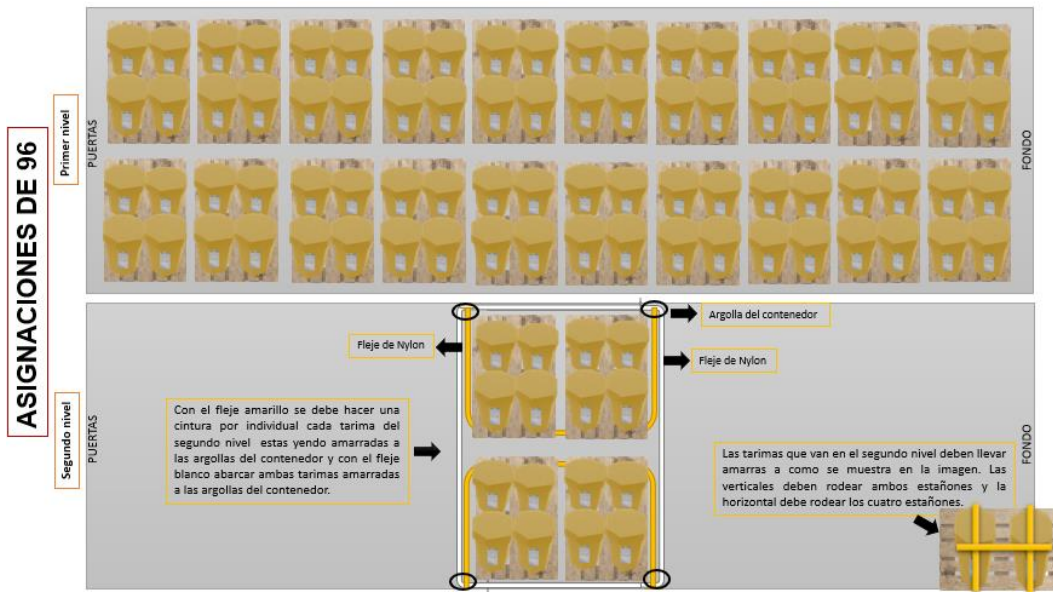 ASIGNACIONES DE 96
Primer nivel
PUERTAS
FONDO
Segundo nivel
PUERTAS
FONDO
Argolla del contenedor
Fleje de Nylon
Fleje de Nylon
Con el fleje amarillo se debe hacer una
cintura por individual cada tarima del
segundo nivel estas yendo amarradas a
las argollas del contenedor y con el fleje
blanco abarcar ambas tarimas amarradas
a las argollas del contenedor.
Las tarimas que van en el segundo nivel deben llevar
amarras a como se muestra en la imagen. Las
verticales deben rodear ambos estañones y la
horizontal debe rodear los cuatro estañones.